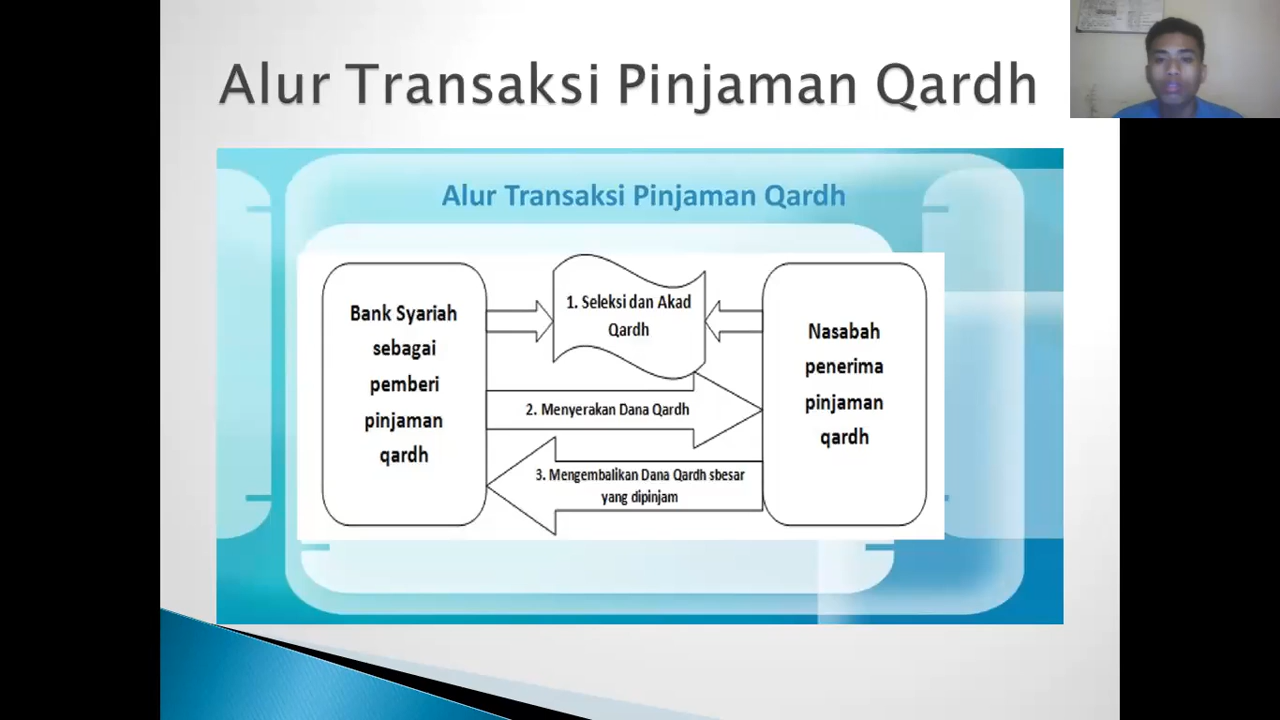 Alur Transaksi Pinjaman Qardh
Alur Transaksi Pinjaman Qardh
Bank Syariah
sebagai
pemberi
pinjaman
qardh
1. Seleksi dan Akad
Qardh
2. Menyerakan Dana Qardh
3. Mengembalikan Dana Qardh sbesar
yang dipinjam
Nasabah
penerima
pinjaman
qardh